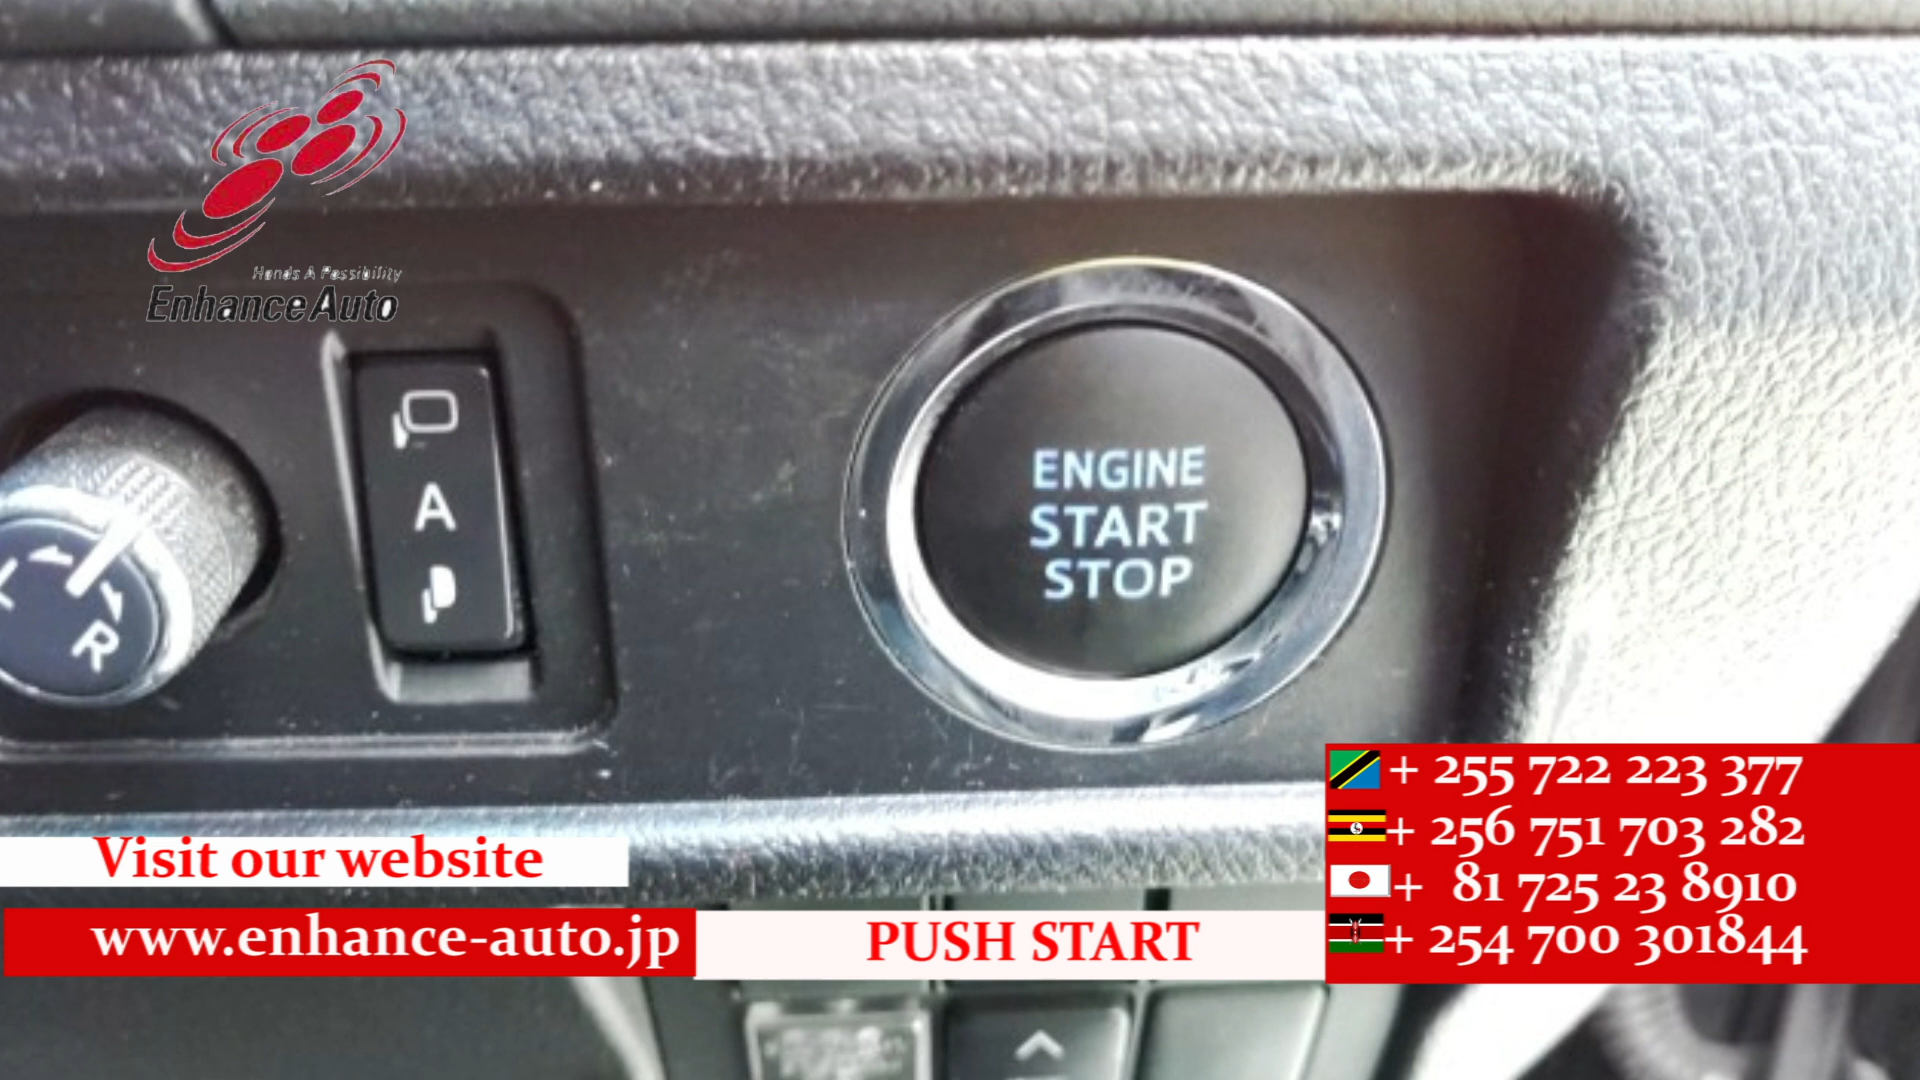 Hands A Possibility
EnhanceAuto
A
L
R
ENGINE
START
STOP
+ 255 722 223 377
+ 256 751 703 282
+ 81 725 23 8910
+ 254 700 301844
Visit our website
www.enhance-auto.jp
PUSH START